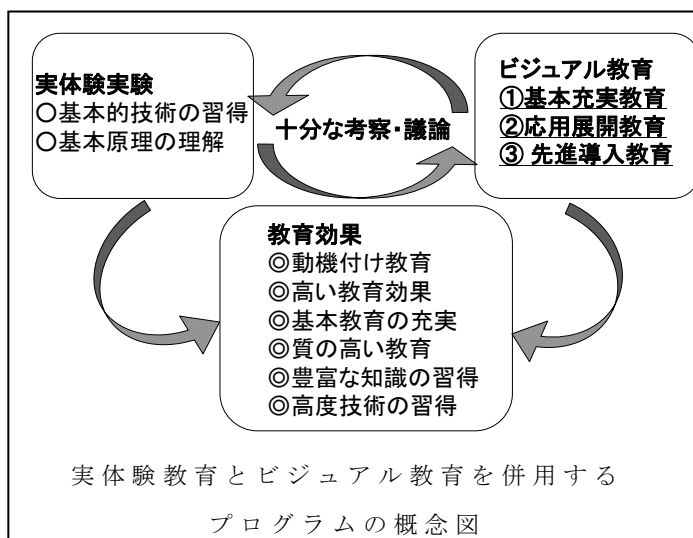 実体験実験
〇基本的技術の習得
〇基本原理の理解
十分な考察・議論
ビジュアル教育
①基本充実教育
②応用展開教育
③ 先進導入教育
教育効果
◎動機付け教育
◎高い教育効果
◎基本教育の充実
◎質の高い教育
◎豊富な知識の習得
◎高度技術の習得
実体験教育とビジュアル教育を併用する
プログラムの概念図